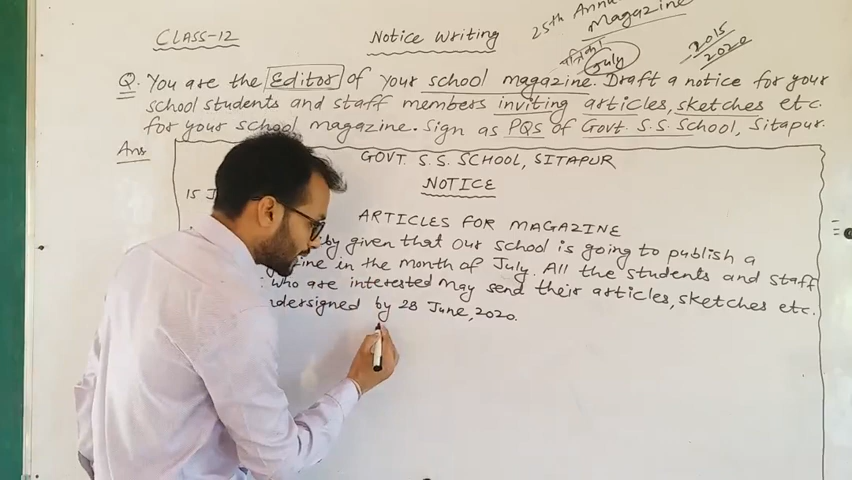 CLASS-12
Notice Writing
25th Annu
Magazine
पत्रिका
July
2015
2020
Q. You are the Editor of your school magazine. Draft a notice for your
school students and staff members inviting articles, sketches etc.
for your school magazine. Sign as PQS of Govt. S.S. School, Sitapur.
Ans
GOVT. S.S. SCHOOL, SITAPUR
NOTICE
15 J
ARTICLES FOR MAGAZINE
by given that our school is going to publish a
zine in the month of July. All the students and staff
who are interested may send their articles, sketches etc.
ndersigned by 28 June, 2020.